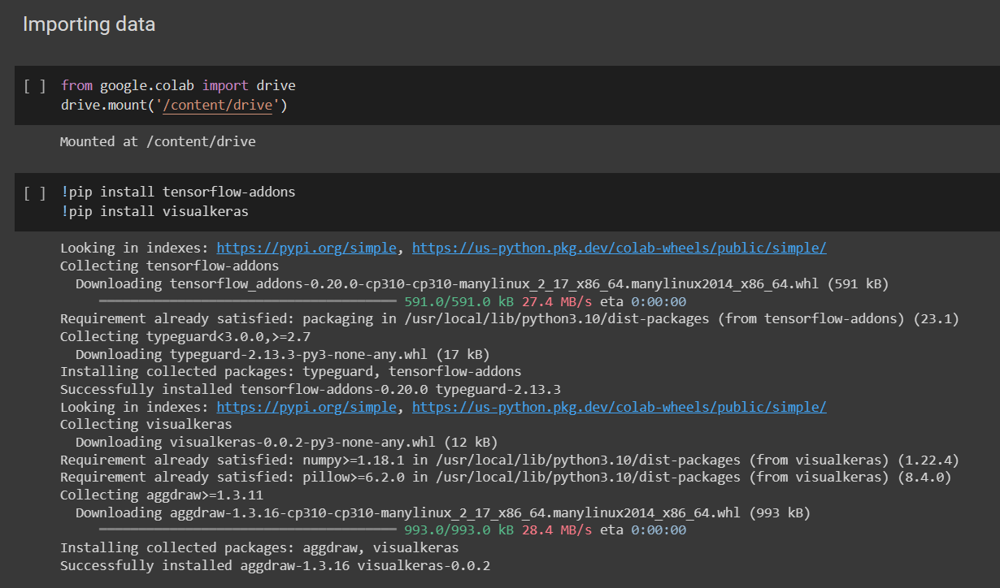 Importing data
[ ] from google.colab import drive
drive.mount('/content/drive')
Mounted at /content/drive
[ ] !pip install tensorflow-addons
!pip install visualkeras
Looking in indexes: https://pypi.org/simple, https://us-python.pkg.dev/colab-wheels/public/simple/
Collecting tensorflow-addons
Downloading tensorflow_addons-0.20.0-cp310-cp310-manylinux_2_17_x86_64.manylinux2014_x86_64.whl (591 kB)
591.0/591.0 kB 27.4 MB/s eta 0:00:00
Requirement already satisfied: packaging in /usr/local/lib/python3.10/dist-packages (from tensorflow-addons) (23.1)
Collecting typeguard<3.0.0,>=2.7
Downloading typeguard-2.13.3-py3-none-any.whl (17 kB)
Installing collected packages: typeguard, tensorflow-addons
Successfully installed tensorflow-addons-0.20.0 typeguard-2.13.3
Looking in indexes: https://pypi.org/simple, https://us-python.pkg.dev/colab-wheels/public/simple/
Collecting visualkeras
Downloading visualkeras-0.0.2-py3-none-any.whl (12 kB)
Requirement already satisfied: numpy>=1.18.1 in /usr/local/lib/python3.10/dist-packages (from visualkeras) (1.22.4)
Requirement already satisfied: pillow>=6.2.0 in /usr/local/lib/python3.10/dist-packages (from visualkeras) (8.4.0)
Collecting aggdraw>=1.3.11
Downloading aggdraw-1.3.16-cp310-cp310-manylinux_2_17_x86_64.manylinux2014_x86_64.whl (993 kB)
993.0/993.0 kB 28.4 MB/s eta 0:00:00
Installing collected packages: aggdraw, visualkeras
Successfully installed aggdraw-1.3.16 visualkeras-0.0.2